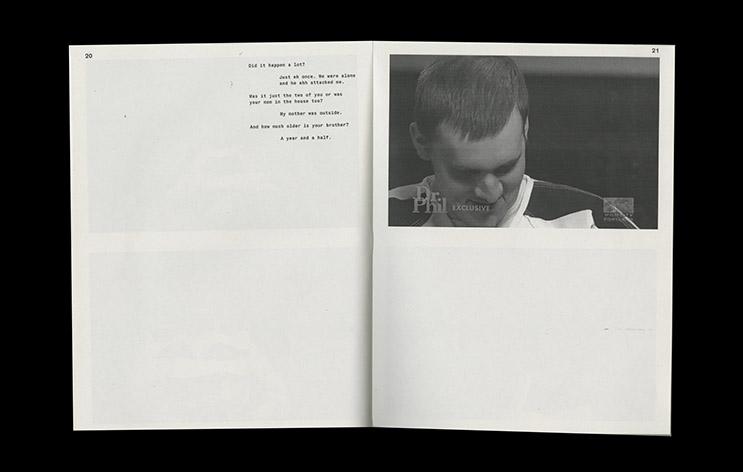 20
Did it happen a lot?
Just eh once. We were alone
and he ahh attacked me.
Was it just the two of you or was
your mom in the house too?
My mother was outside.
And how much older is your brother?
A year and a half.
21
Dr.
Phil EXCLUSIVE